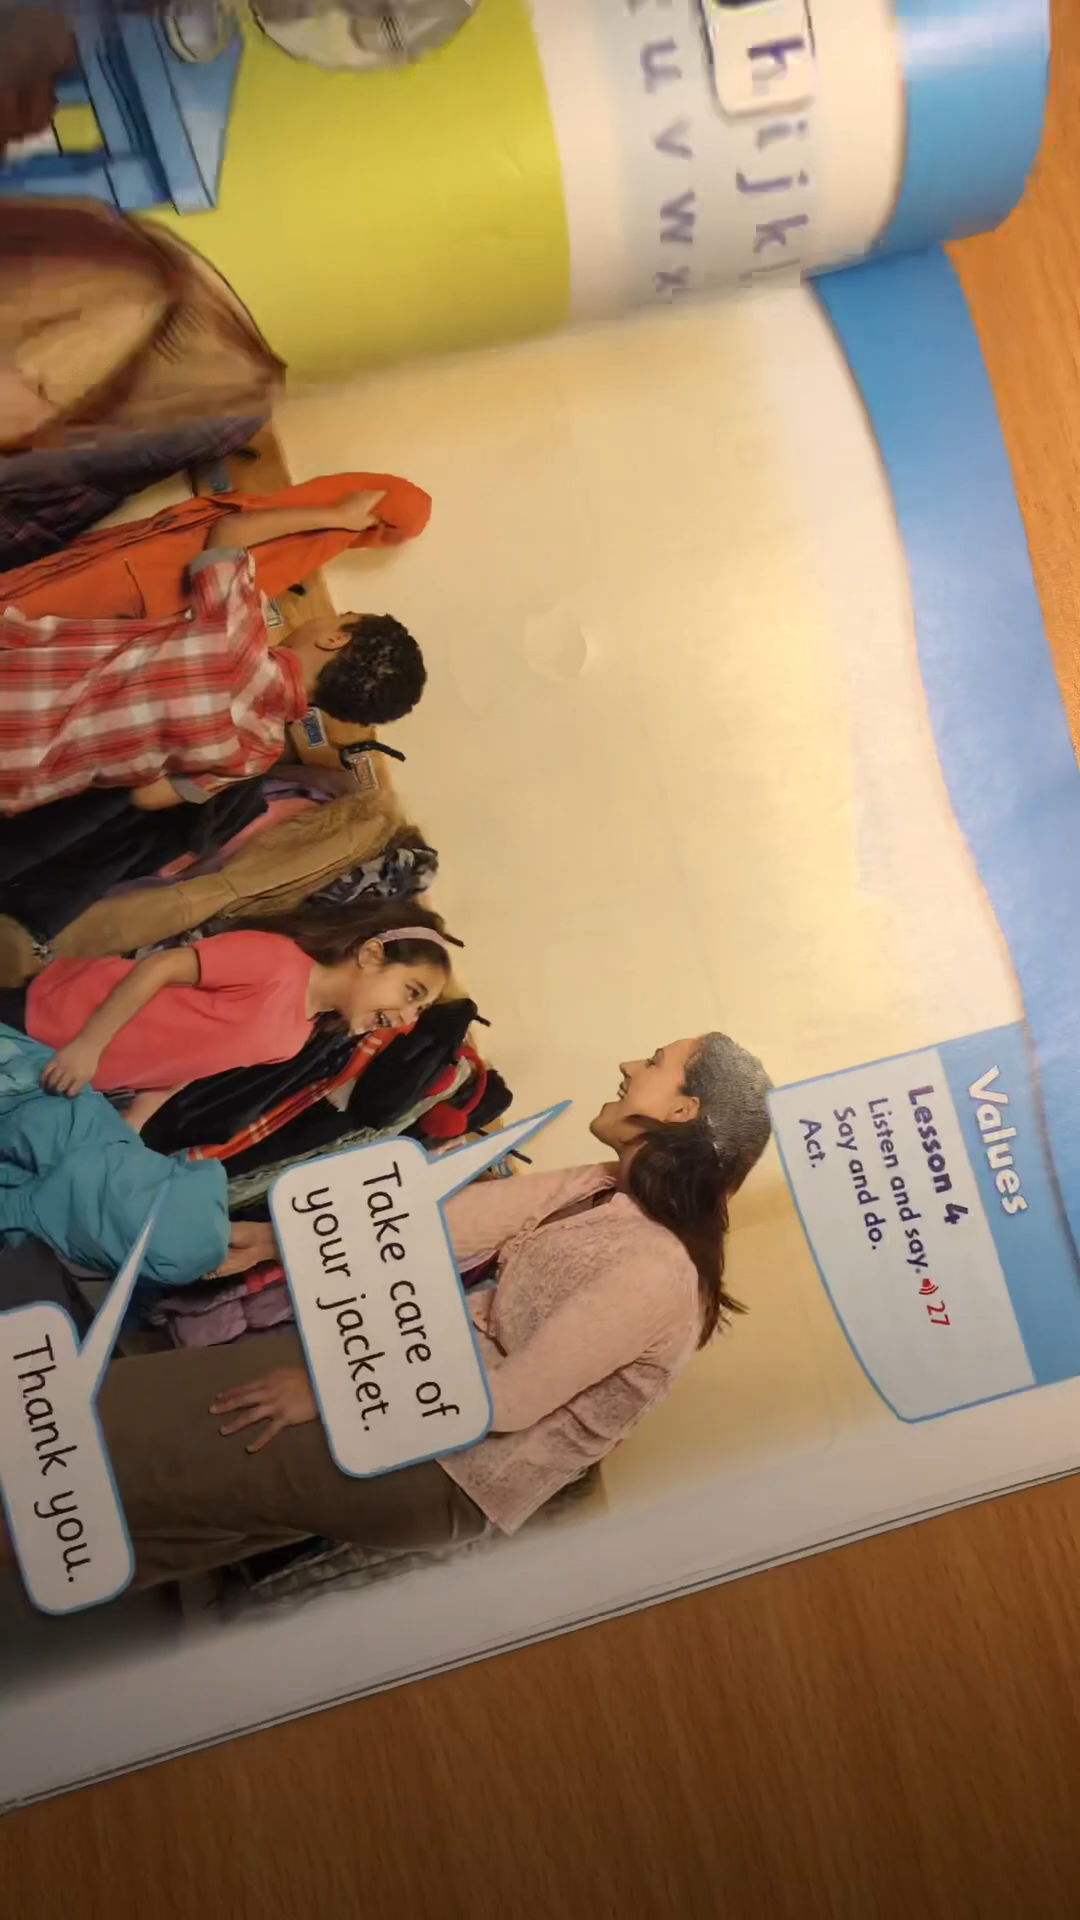 h i j k l
u v w x
Values
Lesson 4
Listen and say. 27
Say and do.
Act.
Take care of
your jacket.
Thank you.